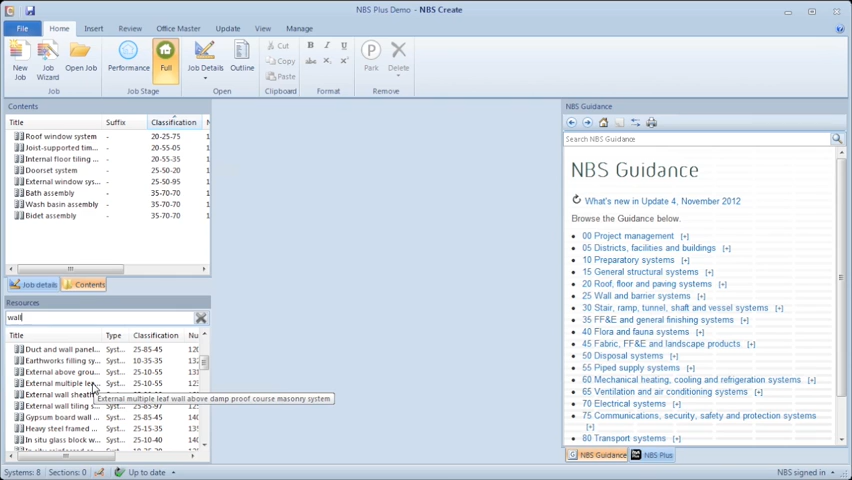 NBS Plus Demo - NBS Create
File Home Insert Review Office Master Update View Manage
New Job
Job Wizard
Open Job
Performance
Full
Job Details
Outline
Cut
Copy
Paste
B I U
abc X X
Park
Delete
Job Job Stage Open Clipboard Format Remove
Contents
Title Suffix Classification N
Roof window system - 20-25-75 1
Joist-supported tim... - 20-55-05 1
Internal floor tiling ... - 20-55-35 1
Doorset system - 25-50-20 1
External window sys... - 25-50-95 1
Bath assembly - 35-70-70 1
Wash basin assembly - 35-70-70 1
Bidet assembly - 35-70-70 1
Job details Contents
Resources
wall
Title Type Classification Nu
Duct and wall panel... Syst... 25-85-45 120
Earthworks filling sy... Syst... 10-35-35
External above grou... Syst... 25-10-55
External multiple lea... Syst... 25-10-55
External multiple leaf wall above damp proof course masonry system
External wall sheath
External wall tiling s...
Gypsum board wall ... Syst... 25-85-45
Heavy steel framed ... Syst... 25-10-35
In situ glass block w... Syst... 25-10-40
NBS Guidance
Search NBS Guidance
NBS Guidance
What's new in Update 4, November 2012
Browse the Guidance below.
00 Project management [+]
05 Districts, facilities and buildings [+]
10 Preparatory systems [+]
15 General structural systems [+]
20 Roof, floor and paving systems [+]
25 Wall and barrier systems [+]
30 Stair, ramp, tunnel, shaft and vessel systems [+]
35 FF&E and general finishing systems [+]
40 Flora and fauna systems [+]
45 Fabric, FF&E and landscape products [+]
50 Disposal systems [+]
55 Piped supply systems [+]
60 Mechanical heating, cooling and refrigeration systems [+]
65 Ventilation and air conditioning systems [+]
70 Electrical systems [+]
75 Communications, security, safety and protection systems
[+]
80 Transport systems [+]
NBS Guidance NBS Plus
Systems: 8 Sections: 0 Up to date NBS signed in